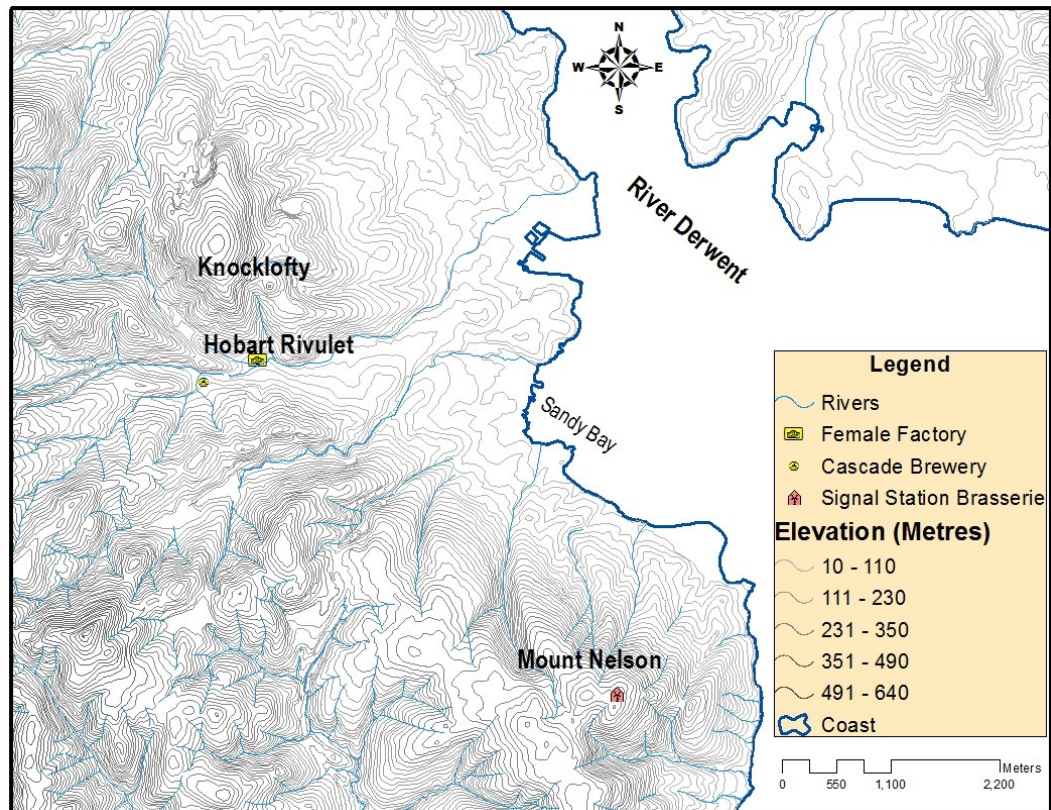 N
W E
S
River Derwent
Knocklofty
Hobart Rivulet
Sandy Bay
Mount Nelson
Legend
Rivers
Female Factory
Cascade Brewery
Signal Station Brasserie
Elevation (Metres)
10 - 110
111 - 230
231 - 350
351 - 490
491 - 640
Coast
Meters
0 550 1,100 2,200